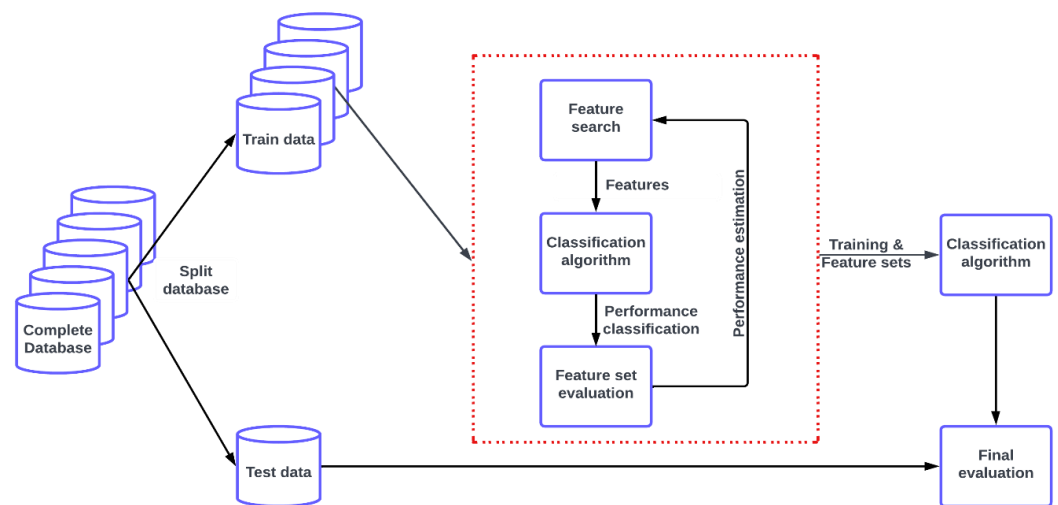 Train data
Split
database
Complete
Database
Test data
Feature
search
Features
Classification
algorithm
Performance
classification
Feature set
evaluation
Performance estimation
Training &
Feature sets
Classification
algorithm
Final
evaluation